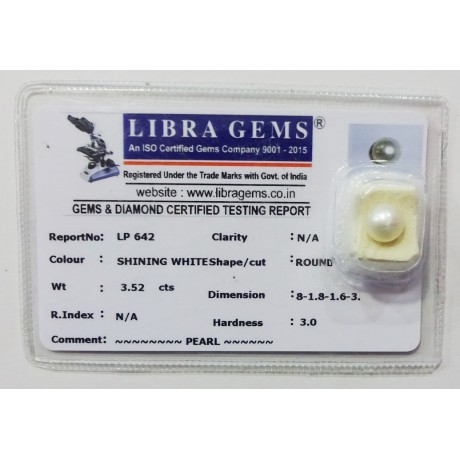 LIBRA GEMS®
An ISO Certified Gems Company 9001 - 2015
Registered Under the Trade Marks with Govt. of India
website : www.libragems.co.in
GEMS & DIAMOND CERTIFIED TESTING REPORT
ReportNo: LP 642 Clarity : N/A
Colour : SHINING WHITE Shape/cut : ROUND
Wt : 3.52 cts Dimension : 8-1.8-1.6-3.
R.Index : N/A Hardness : 3.0
Comment: ~~~~~~~~ PEARL ~~~~~~